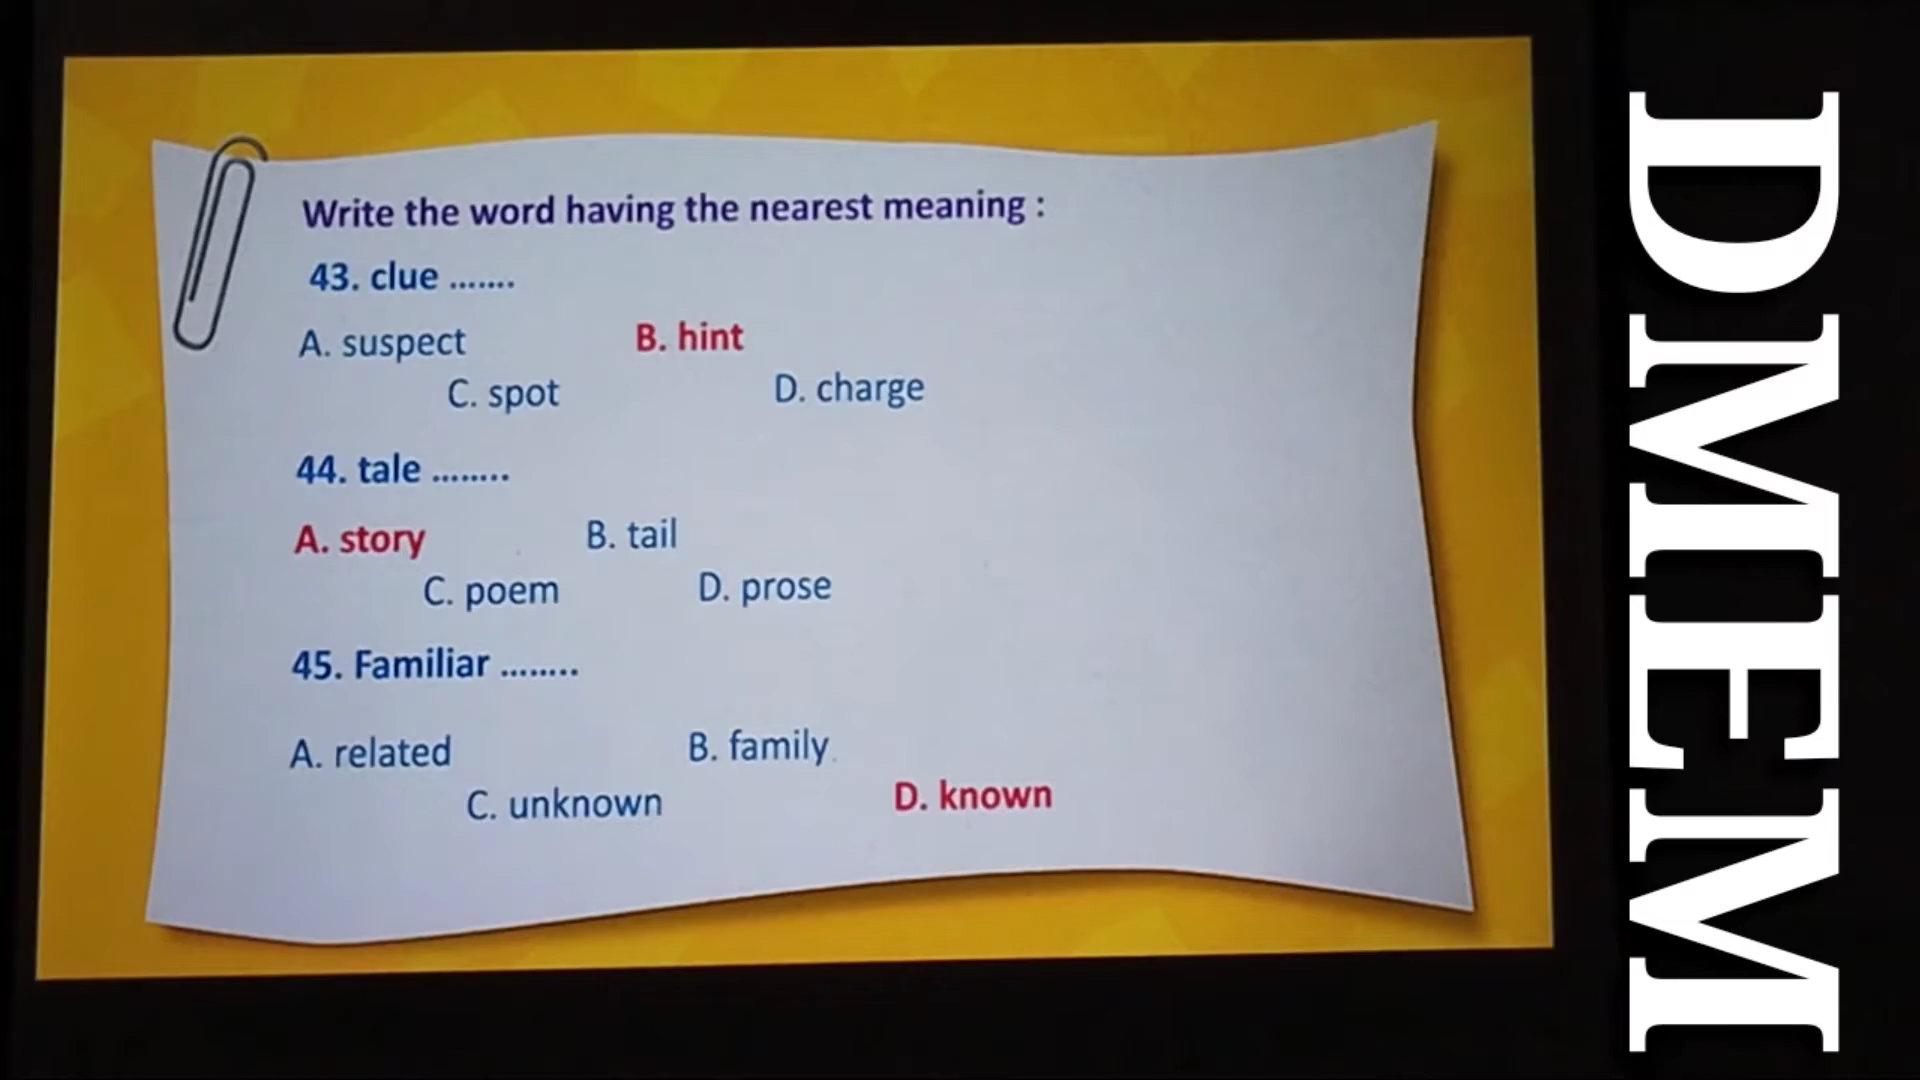 Write the word having the nearest meaning :
43. clue .......
A. suspect B. hint
C. spot D. charge
44. tale ........
A. story B. tail
C. poem D. prose
45. Familiar ........
A. related B. family
C. unknown D. known
DMIEM